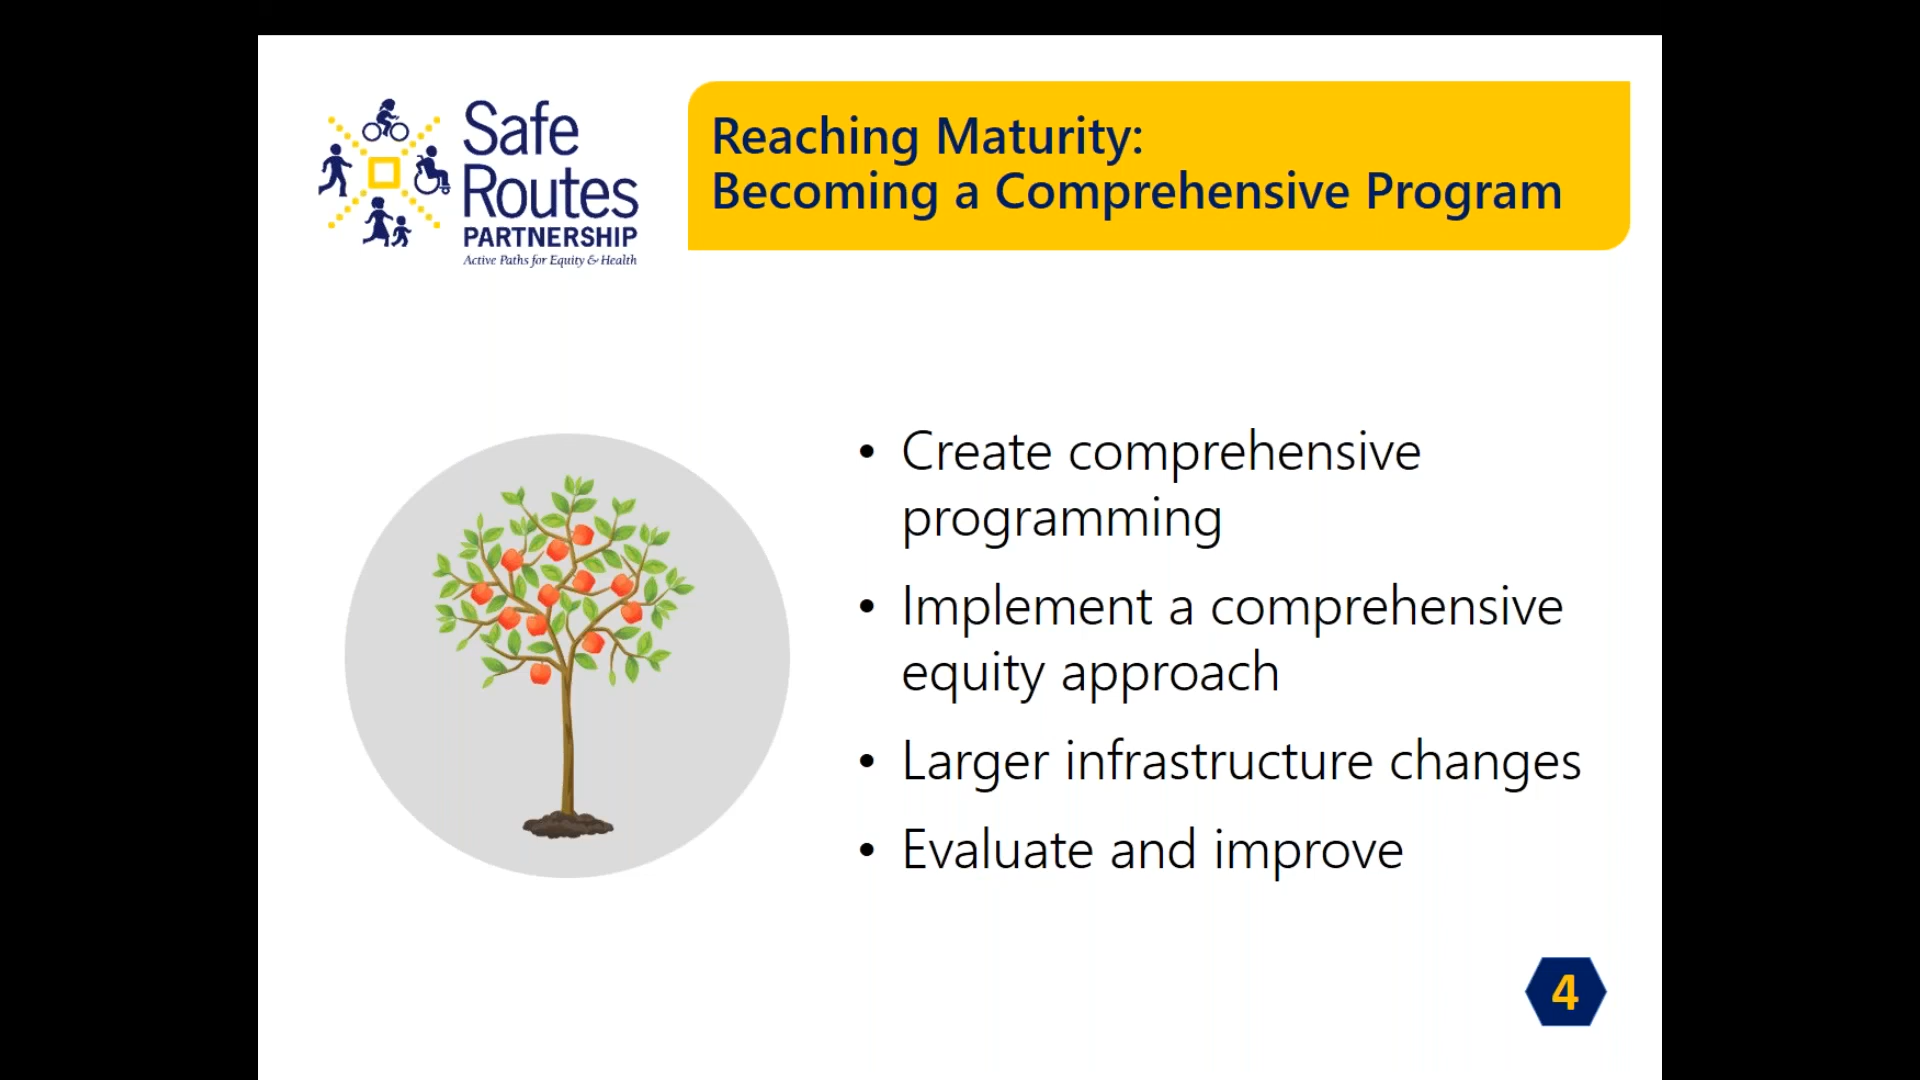 Safe
Routes
PARTNERSHIP
Active Paths for Equity & Health
Reaching Maturity:
Becoming a Comprehensive Program
• Create comprehensive
programming
• Implement a comprehensive
equity approach
• Larger infrastructure changes
• Evaluate and improve
4